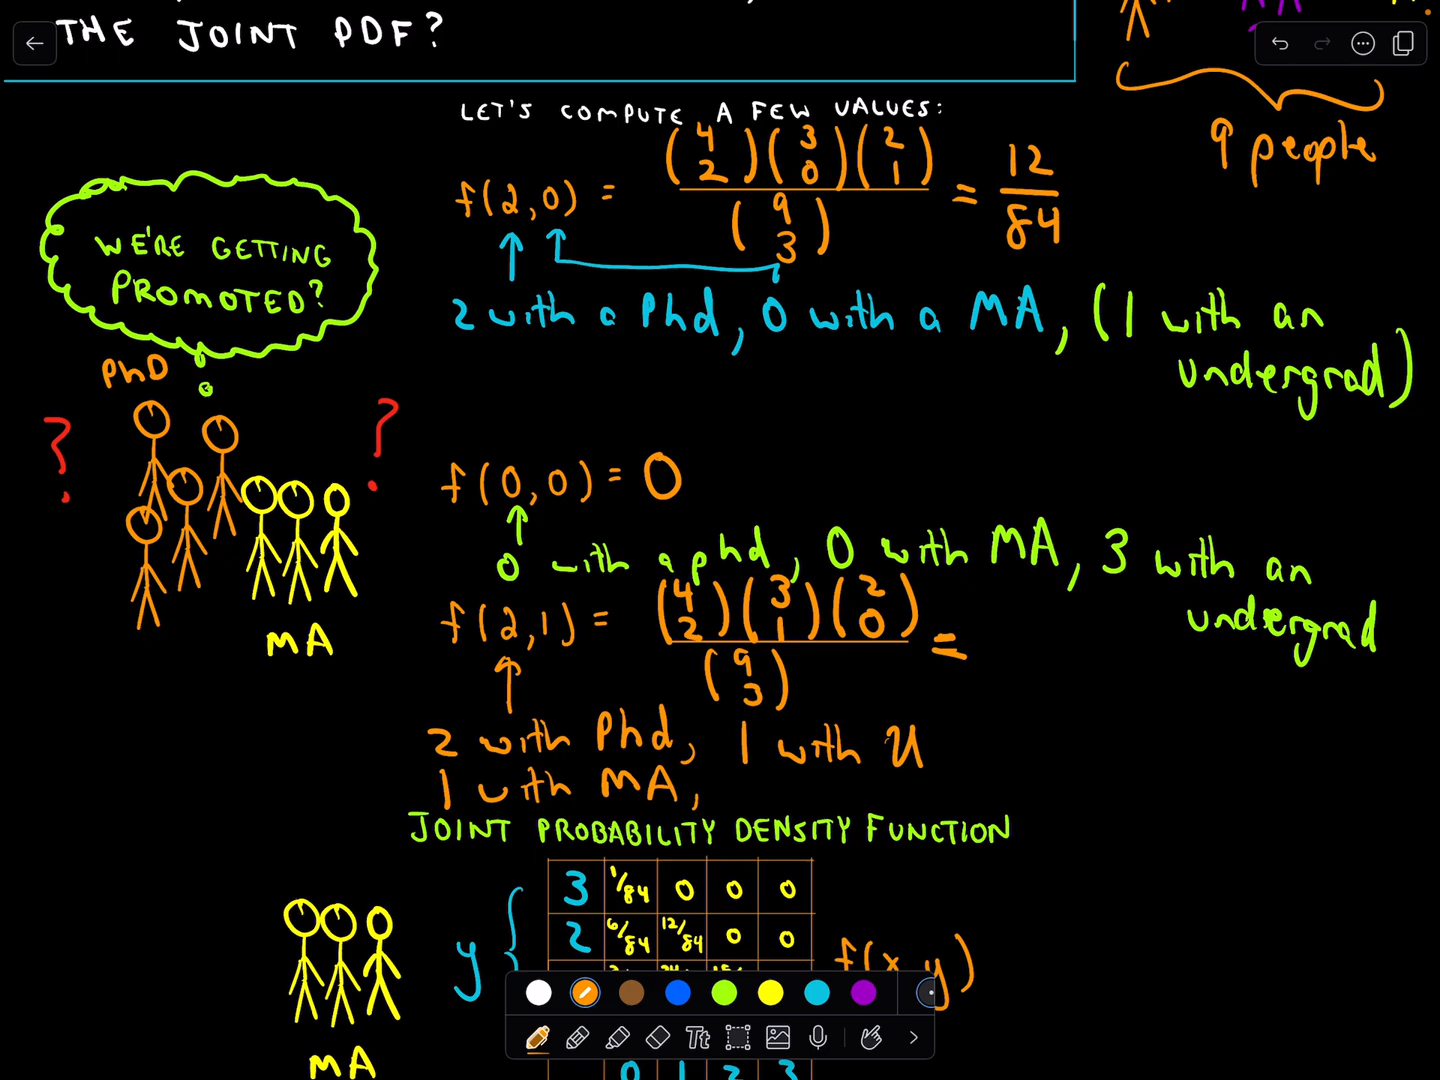 THE JOINT PDF?
LET'S COMPUTE A FEW VALUES:
9 people
f(2,0) = (4 2)(3 0)(2 1) / (9 3) = 12/84
WE'RE GETTING
PROMOTED?
2 with a Phd, 0 with a MA, (1 with an
undergrad)
PhD
? ?
f(0,0) = 0
0 with a phd, 0 with MA, 3 with an
undergrad
f(2,1) = (4 2)(3 1)(2 0) / (9 3) =
MA
2 with Phd, 1 with U
1 with MA,
JOINT PROBABILITY DENSITY FUNCTION
3 1/84 0 0 0
2 6/84 12/84 0 0
y { f(x,y)
Tt
MA
0 1 2 3